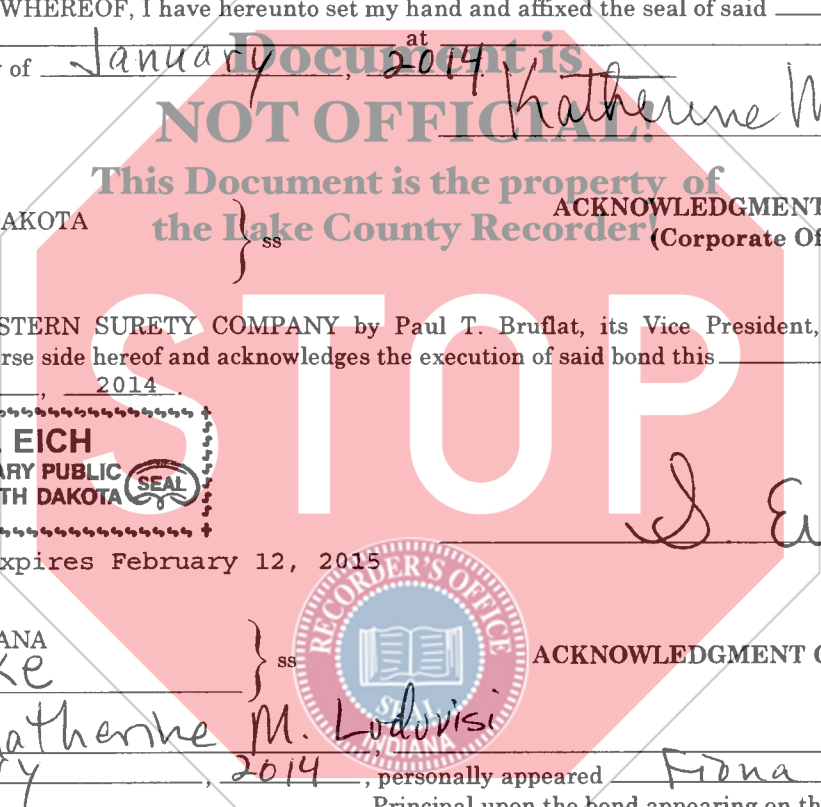 WHEREOF, I have hereunto set my hand and affixed the seal of said
at
of January, 2014.
Document is
NOT OFFICIAL!
Katherine M
This Document is the property of
the Lake County Recorder!
AKOTA } ss
ACKNOWLEDGMENT
(Corporate Of
STOP
STERN SURETY COMPANY by Paul T. Bruflat, its Vice President,
rse side hereof and acknowledges the execution of said bond this
, 2014.
EICH
ARY PUBLIC
TH DAKOTA
SEAL
S. Ei
xpires February 12, 2015
RECORDER'S OFFICE
SEAL
INDIANA
ANA } ss
ke
ACKNOWLEDGMENT O
atherine M. Lodovisi
y, 2014, personally appeared Fiona
Principal upon the bond appearing on th